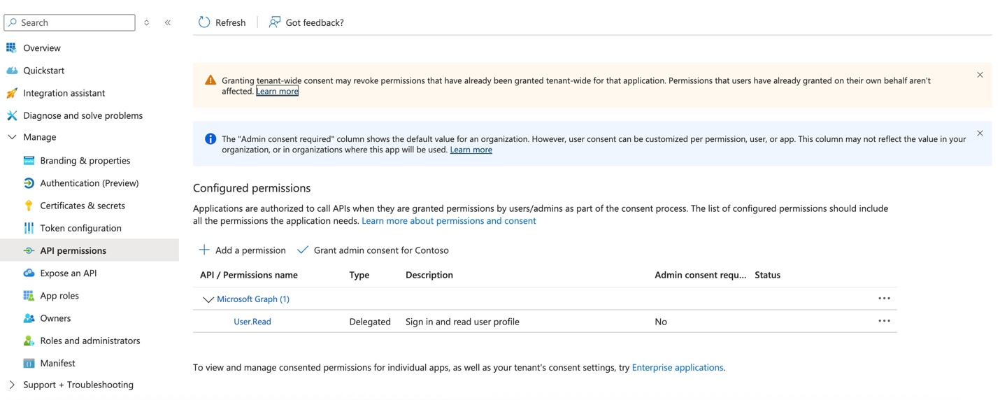 Search
Refresh
Got feedback?
Overview
Quickstart
Integration assistant
Diagnose and solve problems
Manage
Branding & properties
Authentication (Preview)
Certificates & secrets
Token configuration
API permissions
Expose an API
App roles
Owners
Roles and administrators
Manifest
Support + Troubleshooting
Granting tenant-wide consent may revoke permissions that have already been granted tenant-wide for that application. Permissions that users have already granted on their own behalf aren't
affected. Learn more
The "Admin consent required" column shows the default value for an organization. However, user consent can be customized per permission, user, or app. This column may not reflect the value in your
organization, or in organizations where this app will be used. Learn more
Configured permissions
Applications are authorized to call APIs when they are granted permissions by users/admins as part of the consent process. The list of configured permissions should include
all the permissions the application needs. Learn more about permissions and consent
Add a permission
Grant admin consent for Contoso
API / Permissions name Type Description Admin consent requ... Status
Microsoft Graph (1)
User.Read Delegated Sign in and read user profile No
To view and manage consented permissions for individual apps, as well as your tenant's consent settings, try Enterprise applications.